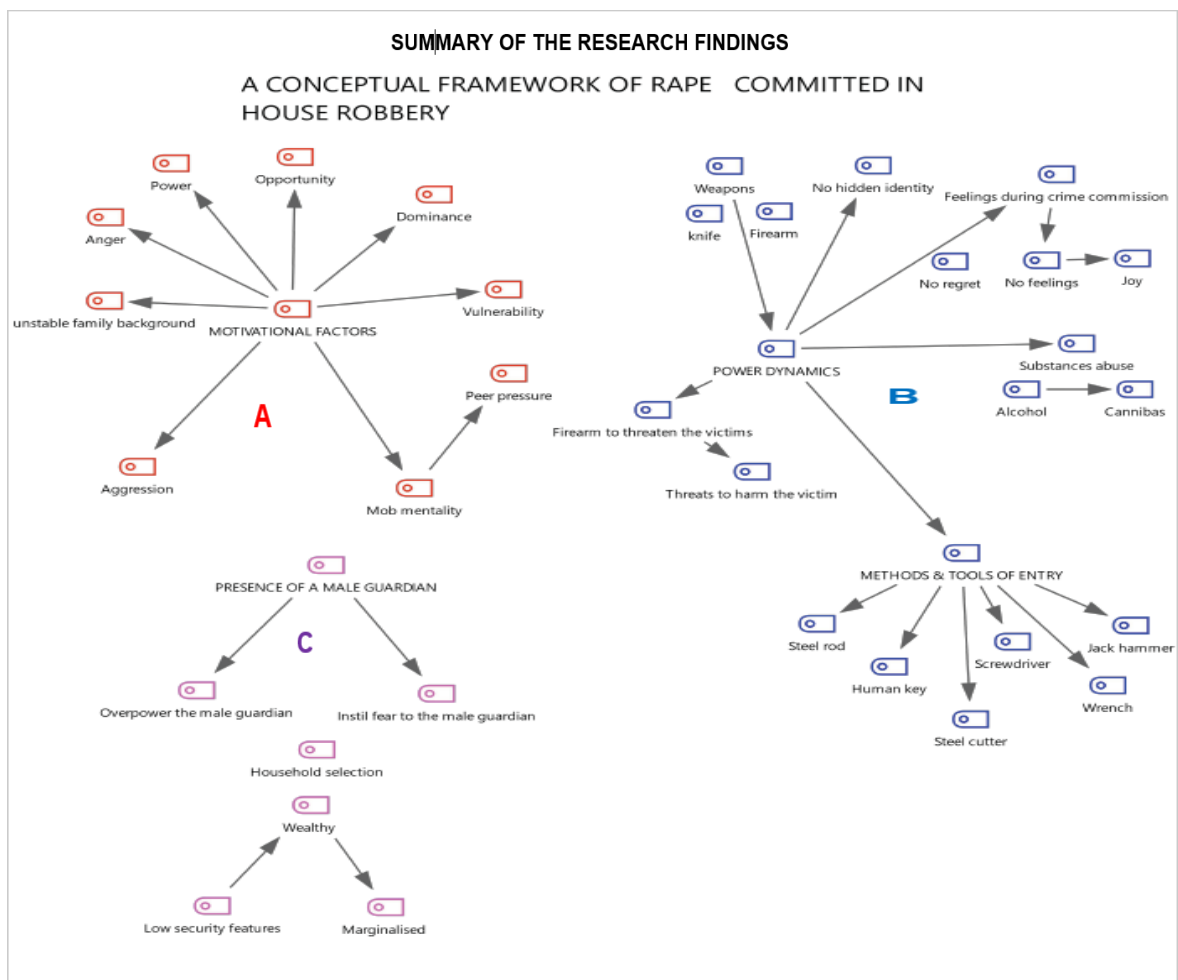 SUMMARY OF THE RESEARCH FINDINGS
A CONCEPTUAL FRAMEWORK OF RAPE COMMITTED IN
HOUSE ROBBERY
Power
Opportunity
Dominance
Anger
unstable family background
MOTIVATIONAL FACTORS
Vulnerability
A
Peer pressure
Aggression
Mob mentality
Weapons
No hidden identity
Feelings during crime commission
knife
Firearm
No regret
No feelings
Joy
POWER DYNAMICS
Substances abuse
B
Alcohol
Cannibas
Firearm to threaten the victims
Threats to harm the victim
METHODS & TOOLS OF ENTRY
Steel rod
Human key
Screwdriver
Jack hammer
Wrench
Steel cutter
PRESENCE OF A MALE GUARDIAN
C
Overpower the male guardian
Instil fear to the male guardian
Household selection
Wealthy
Low security features
Marginalised